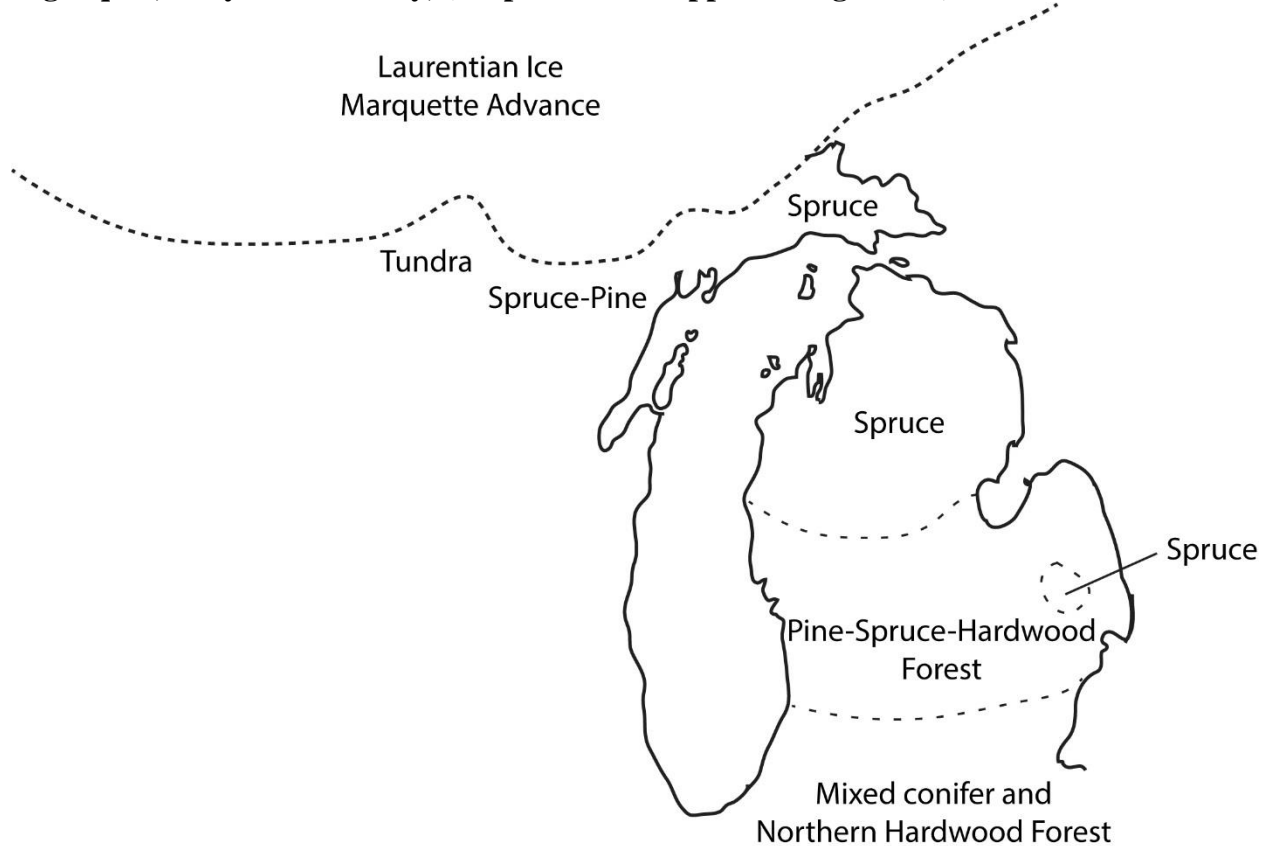 Laurentian Ice
Marquette Advance
Spruce
Tundra
Spruce-Pine
Spruce
Spruce
Pine-Spruce-Hardwood
Forest
Mixed conifer and
Northern Hardwood Forest